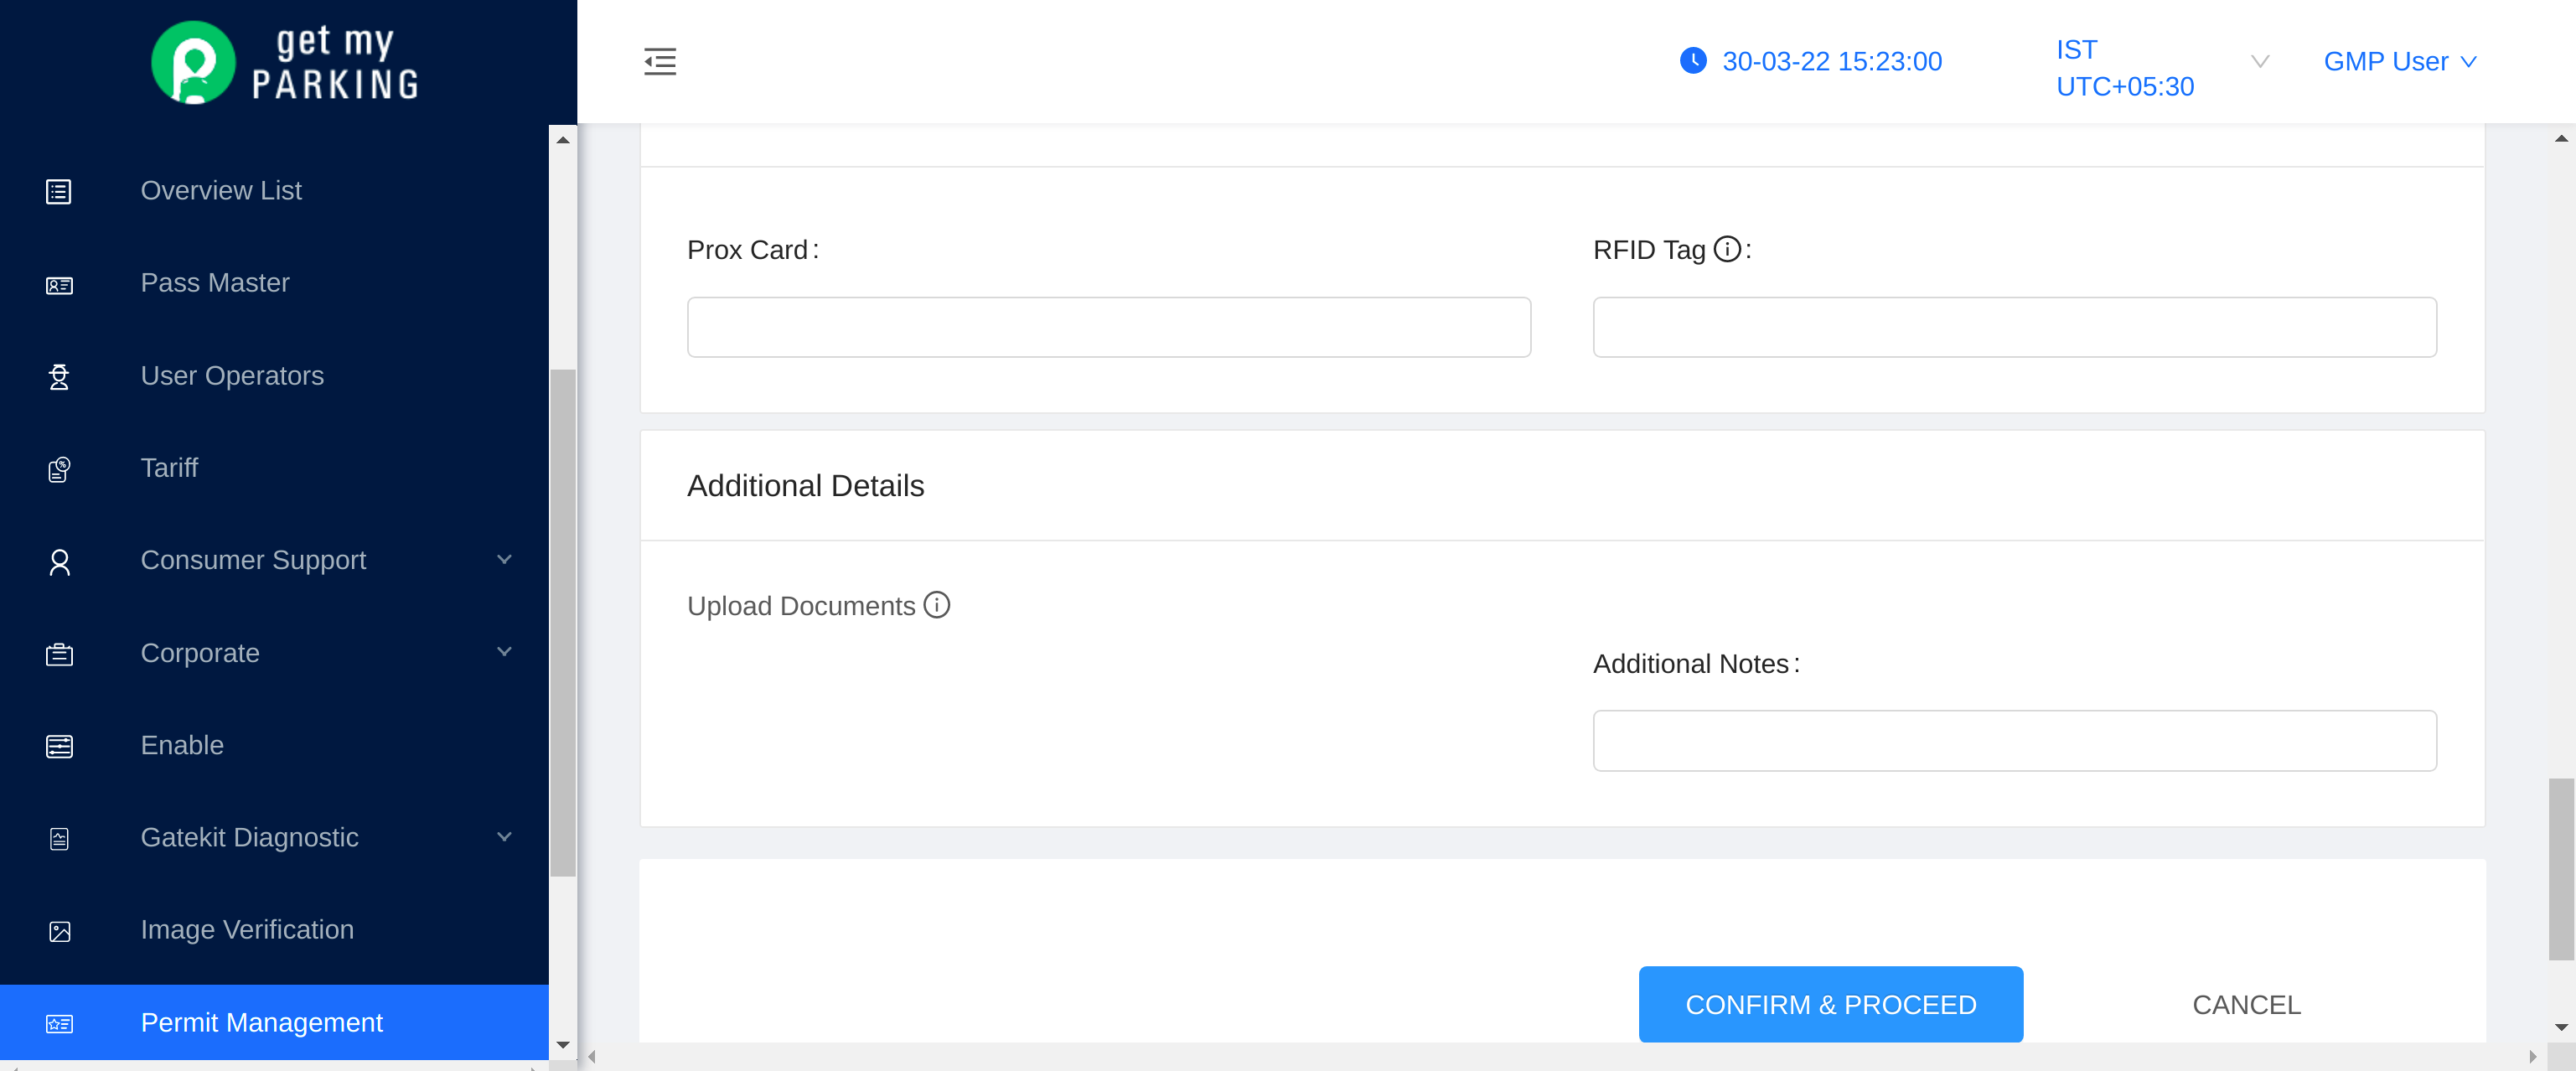 get my
PARKING
30-03-22 15:23:00
IST
UTC+05:30
GMP User
Overview List
Pass Master
User Operators
Tariff
Consumer Support
Corporate
Enable
Gatekit Diagnostic
Image Verification
Permit Management
Prox Card :
RFID Tag :
Additional Details
Upload Documents
Additional Notes :
CONFIRM & PROCEED
CANCEL